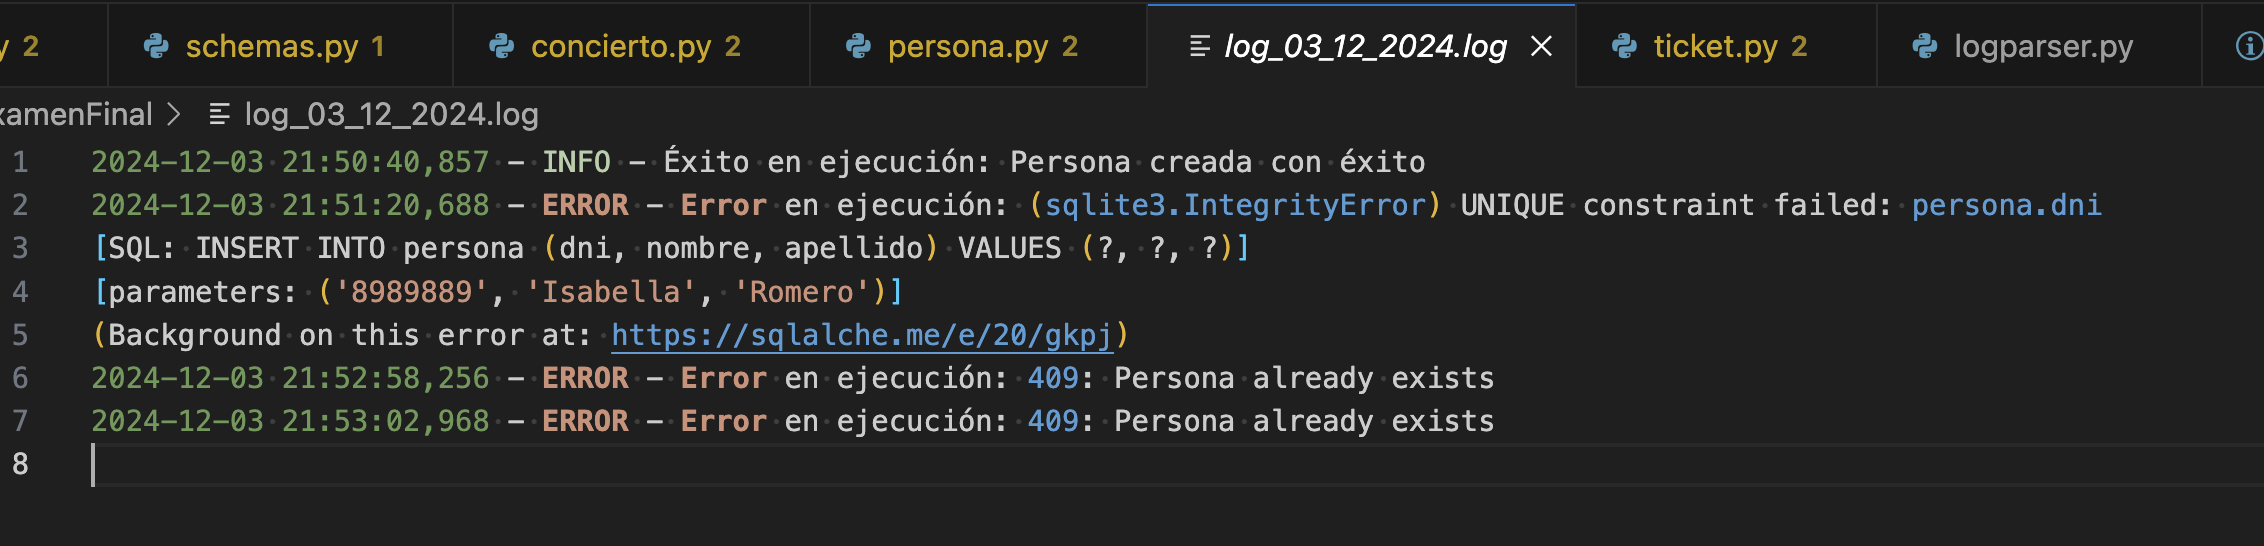 y 2 schemas.py 1 concierto.py 2 persona.py 2 log_03_12_2024.log ticket.py 2 logparser.py
xamenFinal > log_03_12_2024.log
1 2024-12-03 21:50:40,857 - INFO - Éxito en ejecución: Persona creada con éxito
2 2024-12-03 21:51:20,688 - ERROR - Error en ejecución: (sqlite3.IntegrityError) UNIQUE constraint failed: persona.dni
3 [SQL: INSERT INTO persona (dni, nombre, apellido) VALUES (?, ?, ?)]
4 [parameters: ('8989889', 'Isabella', 'Romero')]
5 (Background on this error at: https://sqlalche.me/e/20/gkpj)
6 2024-12-03 21:52:58,256 - ERROR - Error en ejecución: 409: Persona already exists
7 2024-12-03 21:53:02,968 - ERROR - Error en ejecución: 409: Persona already exists
8